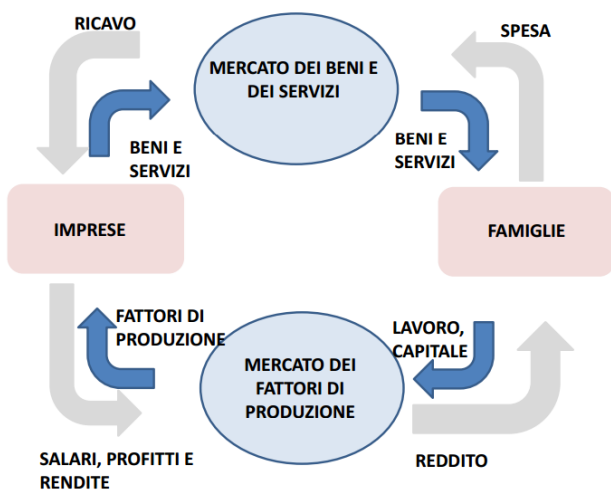 RICAVO
SPESA
MERCATO DEI BENI E
DEI SERVIZI
BENI E
SERVIZI
BENI E
SERVIZI
IMPRESE
FAMIGLIE
FATTORI DI
PRODUZIONE
LAVORO,
CAPITALE
MERCATO DEI
FATTORI DI
PRODUZIONE
SALARI, PROFITTI E
RENDITE
REDDITO